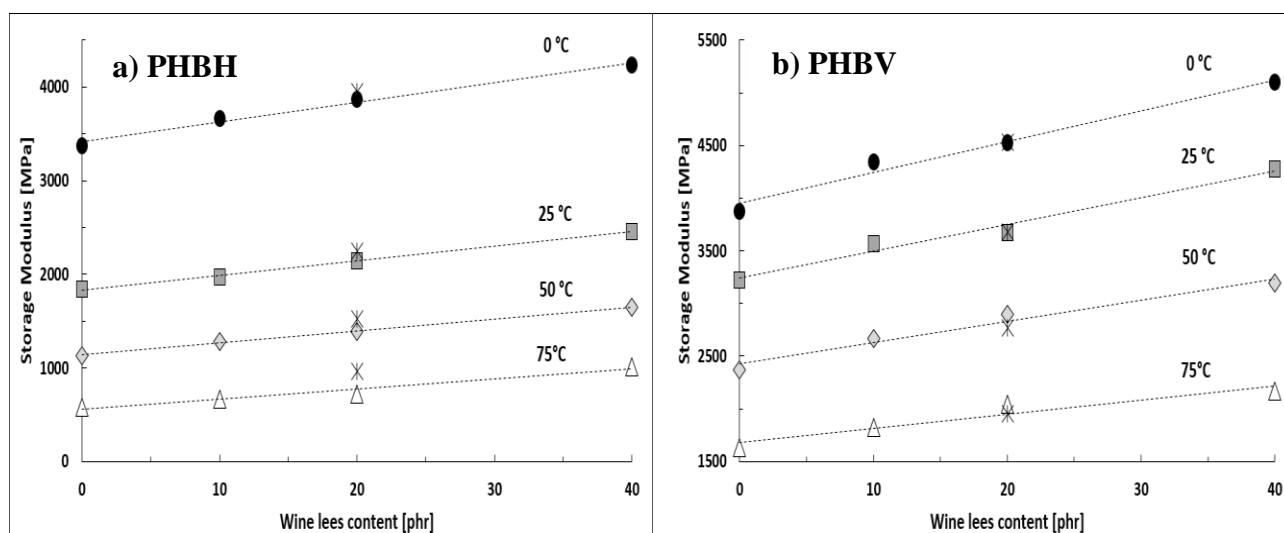 a) PHBH
Storage Modulus [MPa]
4000
3000
2000
1000
0
0 °C
25 °C
50 °C
75°C
0 10 20 30 40
Wine lees content [phr]
b) PHBV
Storage Modulus [MPa]
5500
4500
3500
2500
1500
0 °C
25 °C
50 °C
75°C
0 10 20 30 40
Wine lees content [phr]